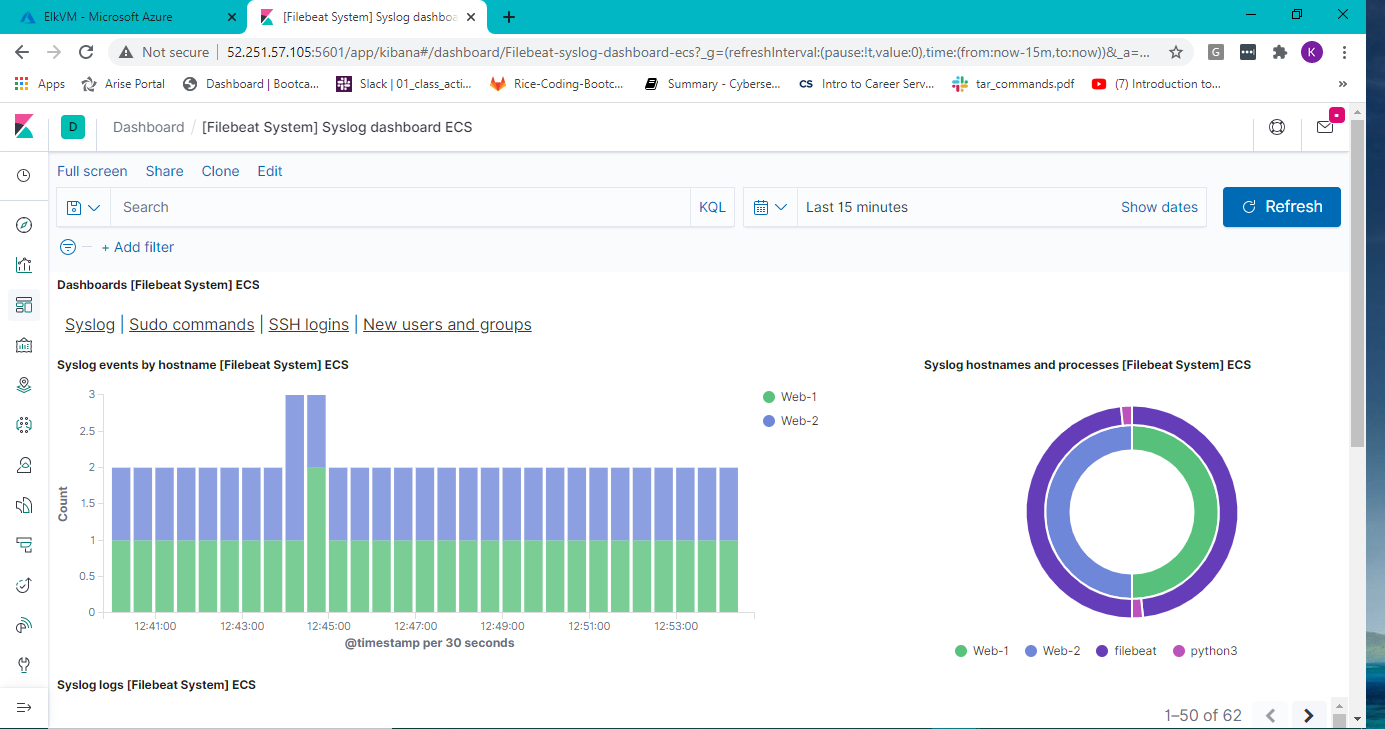 ElkVM - Microsoft Azure
[Filebeat System] Syslog dashboa
Not secure
52.251.57.105:5601/app/kibana#/dashboard/Filebeat-syslog-dashboard-ecs?_g=(refreshInterval:(pause:!t,value:0),time:(from:now-15m,to:now))&_a=...
G
K
Apps
Arise Portal
Dashboard | Bootca...
Slack | 01_class_acti...
Rice-Coding-Bootc...
Summary - Cyberse...
CS Intro to Career Serv...
tar_commands.pdf
(7) Introduction to...
»
D
Dashboard / [Filebeat System] Syslog dashboard ECS
Full screen Share Clone Edit
Search
KQL
Last 15 minutes
Show dates
Refresh
+ Add filter
Dashboards [Filebeat System] ECS
Syslog | Sudo commands | SSH logins | New users and groups
Syslog events by hostname [Filebeat System] ECS
3
2.5
2
1.5
1
0.5
0
Count
12:41:00 12:43:00 12:45:00 12:47:00 12:49:00 12:51:00 12:53:00
@timestamp per 30 seconds
Web-1
Web-2
Syslog hostnames and processes [Filebeat System] ECS
Web-1 Web-2 filebeat python3
Syslog logs [Filebeat System] ECS
1–50 of 62